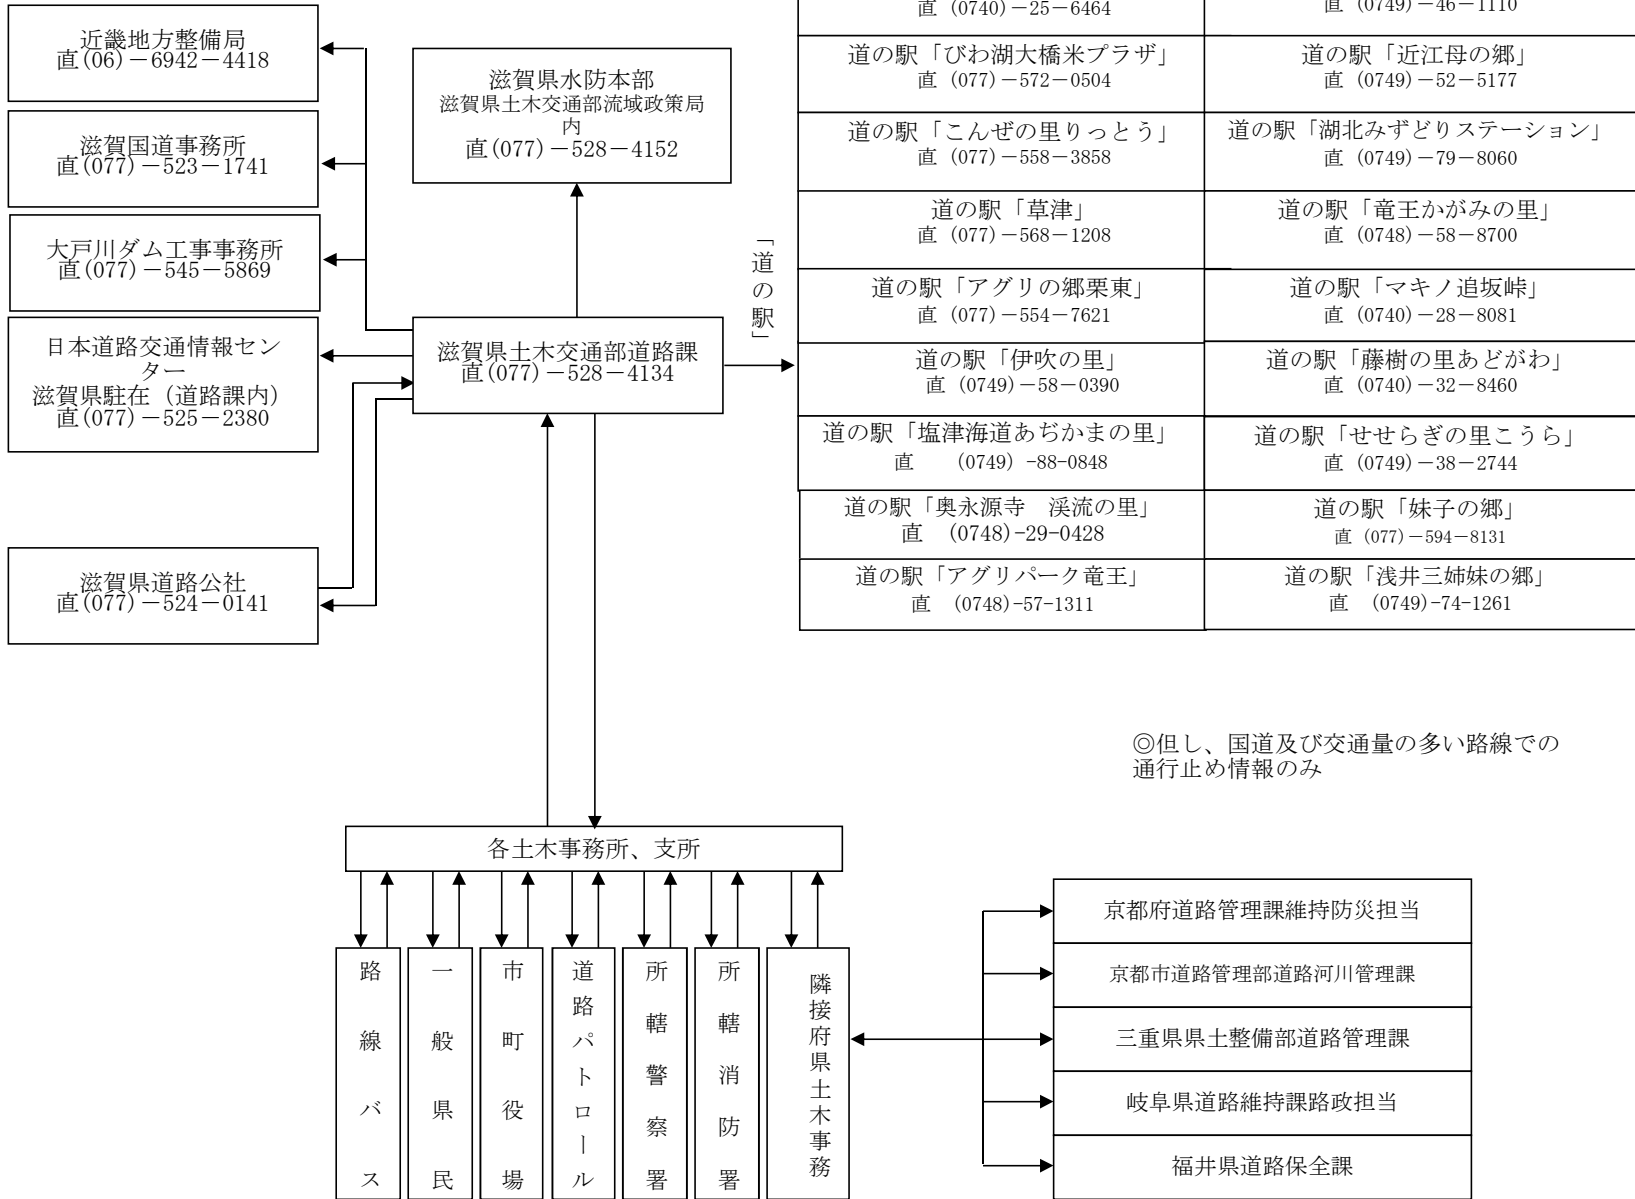 近畿地方整備局
直(06)－6942－4418
滋賀国道事務所
直(077)－523－1741
大戸川ダム工事事務所
直(077)－545－5869
日本道路交通情報セン
ター
滋賀県駐在（道路課内）
直(077)－525－2380
滋賀県道路公社
直(077)－524－0141
滋賀県水防本部
滋賀県土木交通部流域政策局
内
直(077)－528－4152
滋賀県土木交通部道路課
直(077)－528－4134
「道の駅」
直 (0740)－25－6464
直 (0749)－46－1110
道の駅「びわ湖大橋米プラザ」
直 (077)－572－0504
道の駅「近江母の郷」
直 (0749)－52－5177
道の駅「こんぜの里りっとう」
直 (077)－558－3858
道の駅「湖北みずどりステーション」
直 (0749)－79－8060
道の駅「草津」
直 (077)－568－1208
道の駅「竜王かがみの里」
直 (0748)－58－8700
道の駅「アグリの郷栗東」
直 (077)－554－7621
道の駅「マキノ追坂峠」
直 (0740)－28－8081
道の駅「伊吹の里」
直 (0749)－58－0390
道の駅「藤樹の里あどがわ」
直 (0740)－32－8460
道の駅「塩津海道あぢかまの里」
直　(0749) -88-0848
道の駅「せせらぎの里こうら」
直 (0749)－38－2744
道の駅「奥永源寺　渓流の里」
直　(0748)-29-0428
道の駅「妹子の郷」
直 (077)－594－8131
道の駅「アグリパーク竜王」
直　(0748)-57-1311
道の駅「浅井三姉妹の郷」
直　(0749)-74-1261
◎但し、国道及び交通量の多い路線での
通行止め情報のみ
各土木事務所、支所
路線バス
一般県民
市町役場
道路パトロール
所轄警察署
所轄消防署
隣接府県土木事務
京都府道路管理課維持防災担当
京都市道路管理部道路河川管理課
三重県県土整備部道路管理課
岐阜県道路維持課路政担当
福井県道路保全課